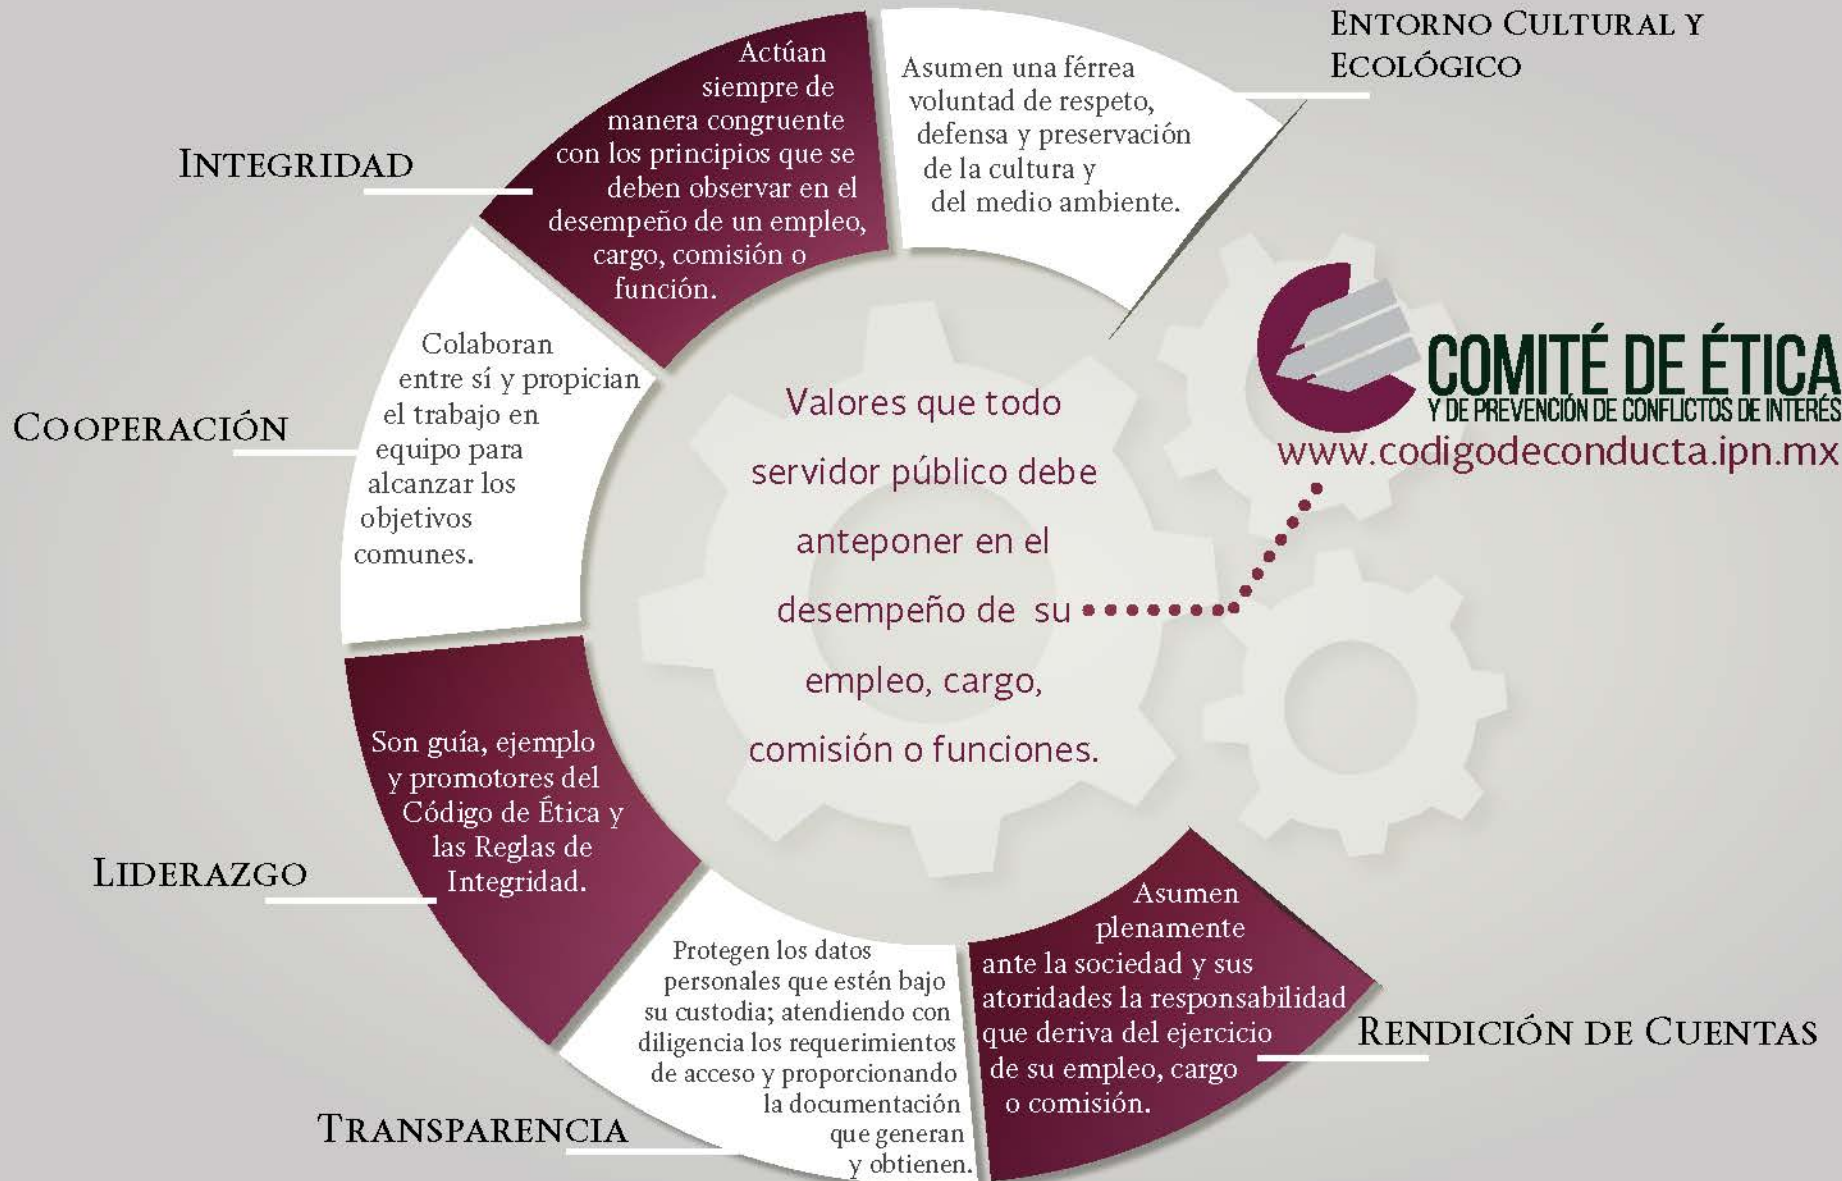 ENTORNO CULTURAL Y
ECOLÓGICO
Asumen una férrea
voluntad de respeto,
defensa y preservación
de la cultura y
del medio ambiente.
INTEGRIDAD
Actúan
siempre de
manera congruente
con los principios que se
deben observar en el
desempeño de un empleo,
cargo, comisión o
función.
COOPERACIÓN
Colaboran
entre sí y propician
el trabajo en
equipo para
alcanzar los
objetivos
comunes.
LIDERAZGO
Son guía, ejemplo
y promotores del
Código de Ética y
las Reglas de
Integridad.
TRANSPARENCIA
Protegen los datos
personales que estén bajo
su custodia; atendiendo con
diligencia los requerimientos
de acceso y proporcionando
la documentación
que generan
y obtienen.
RENDICIÓN DE CUENTAS
Asumen
plenamente
ante la sociedad y sus
atoridades la responsabilidad
que deriva del ejercicio
de su empleo, cargo
o comisión.
Valores que todo
servidor público debe
anteponer en el
desempeño de su
empleo, cargo,
comisión o funciones.
COMITÉ DE ÉTICA
Y DE PREVENCIÓN DE CONFLICTOS DE INTERÉS
www.codigodeconducta.ipn.mx